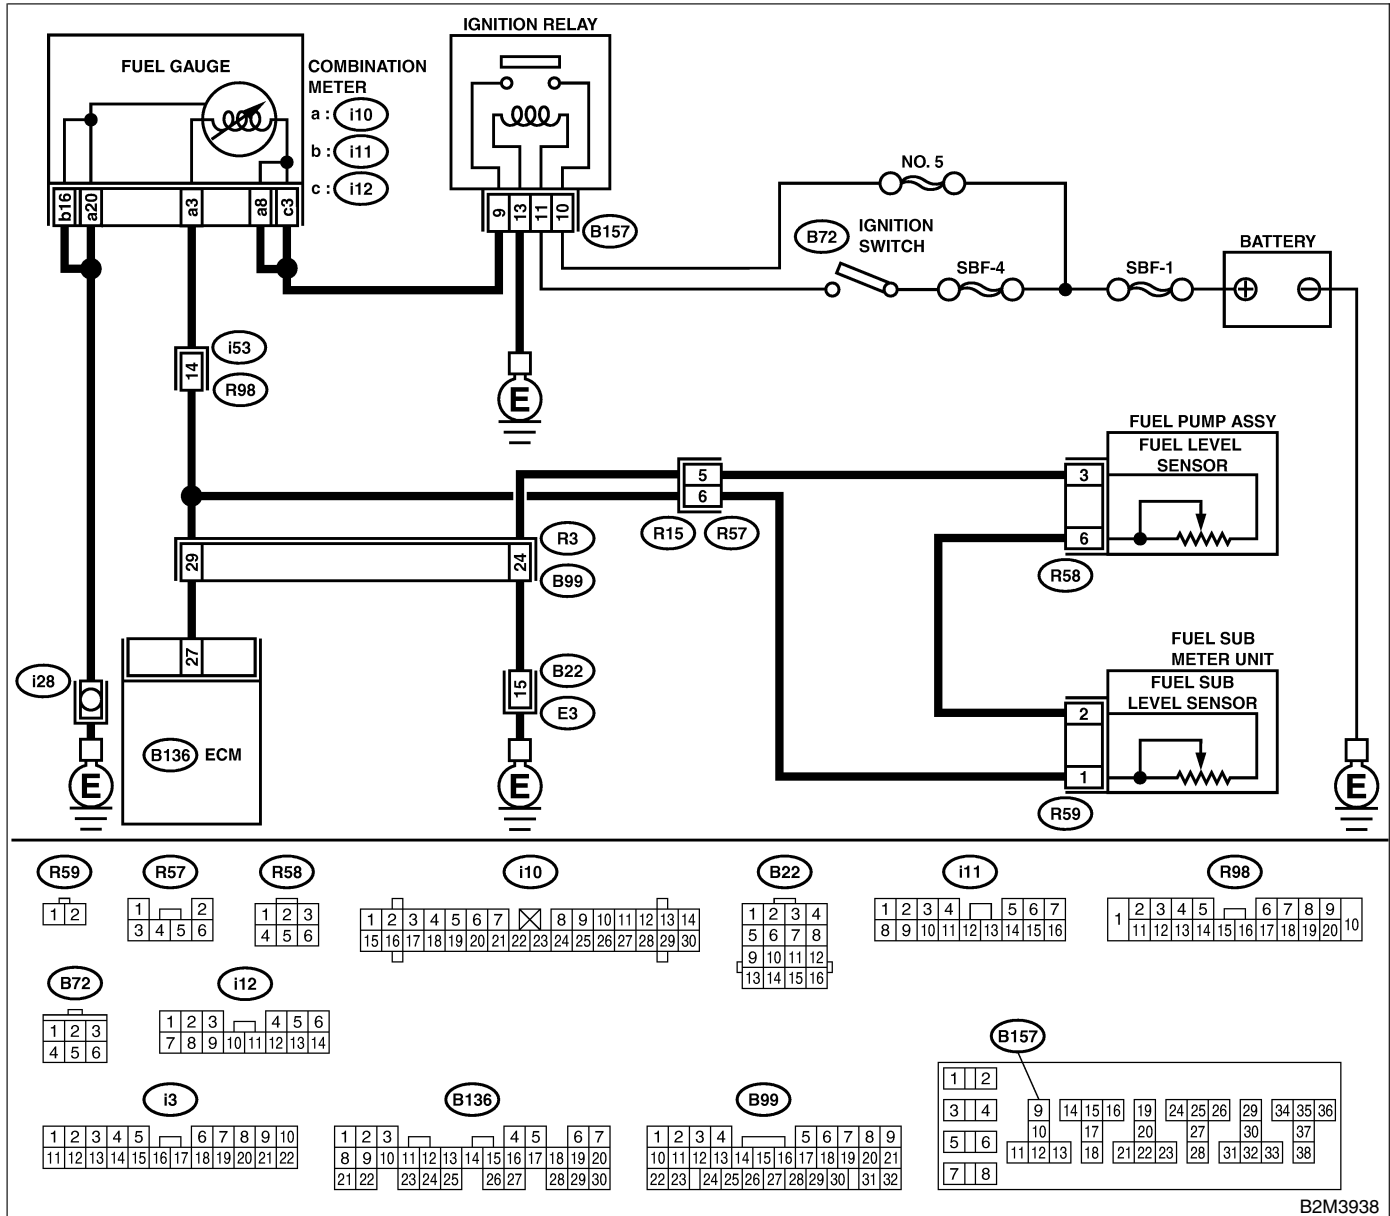 IGNITION RELAY
FUEL GAUGE
COMBINATION
METER
a : i10
b : i11
c : i12
b16 a20 a3 a8 c3
9 13 11 10
B157
NO. 5
B72
IGNITION
SWITCH
SBF-4
SBF-1
BATTERY
+ −
i53
14
R98
E
FUEL PUMP ASSY
FUEL LEVEL
SENSOR
5
6
3
6
R15 R57
R58
R3
29 24
B99
27
FUEL SUB
METER UNIT
FUEL SUB
LEVEL SENSOR
i28
B22
15
E3
2
1
B136 ECM
R59
E E E
R59 R57 R58 i10 B22 i11 R98
1 2
1 2
3 4 5 6
1 2 3
4 5 6
1 2 3 4 5 6 7 8 9 10 11 12 13 14
15 16 17 18 19 20 21 22 23 24 25 26 27 28 29 30
1 2 3 4
5 6 7 8
9 10 11 12
13 14 15 16
1 2 3 4 5 6 7
8 9 10 11 12 13 14 15 16
1 2 3 4 5 6 7 8 9 10
11 12 13 14 15 16 17 18 19 20
B72 i12
1 2 3
4 5 6
1 2 3 4 5 6
7 8 9 10 11 12 13 14
B157
1 2
3 4
5 6
7 8
9 14 15 16 19 24 25 26 29 34 35 36
10 17 20 27 30 37
11 12 13 18 21 22 23 28 31 32 33 38
i3 B136 B99
1 2 3 4 5 6 7 8 9 10
11 12 13 14 15 16 17 18 19 20 21 22
1 2 3 4 5 6 7
8 9 10 11 12 13 14 15 16 17 18 19 20
21 22 23 24 25 26 27 28 29 30
1 2 3 4 5 6 7 8 9
10 11 12 13 14 15 16 17 18 19 20 21
22 23 24 25 26 27 28 29 30 31 32
B2M3938